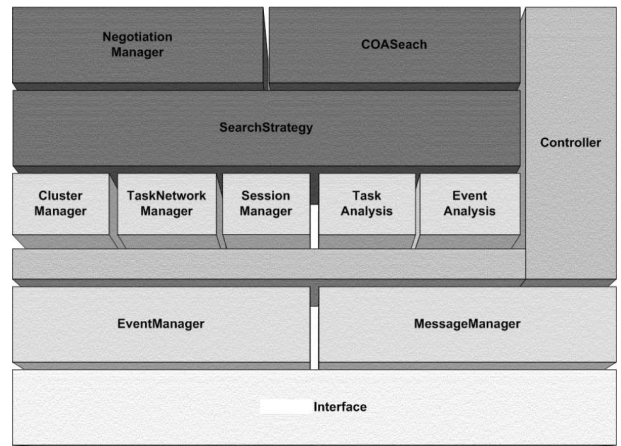 Negotiation
Manager
COASeach
SearchStrategy
Controller
Cluster
Manager
TaskNetwork
Manager
Session
Manager
Task
Analysis
Event
Analysis
EventManager
MessageManager
Interface